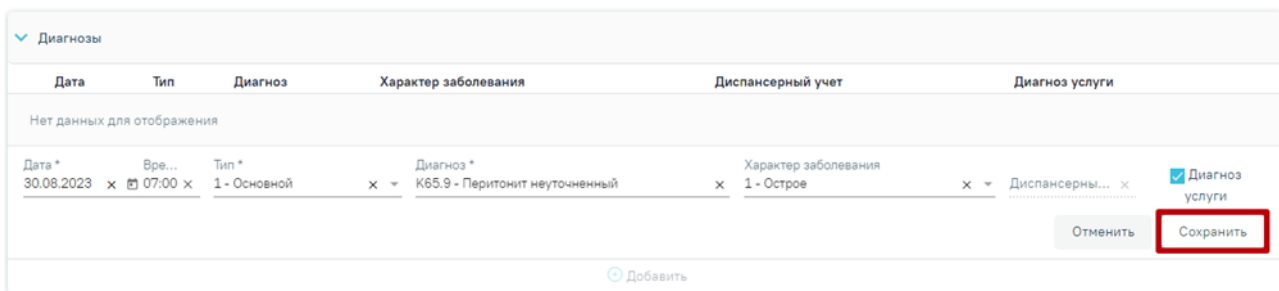 Диагнозы
Дата Тип Диагноз Характер заболевания Диспансерный учет Диагноз услуги
Нет данных для отображения
Дата * Вре... Тип * Диагноз * Характер заболевания
30.08.2023 07:00 1 - Основной K65.9 - Перитонит неуточненный 1 - Острое Диспансерны... Диагноз
услуги
Отменить Сохранить
Добавить